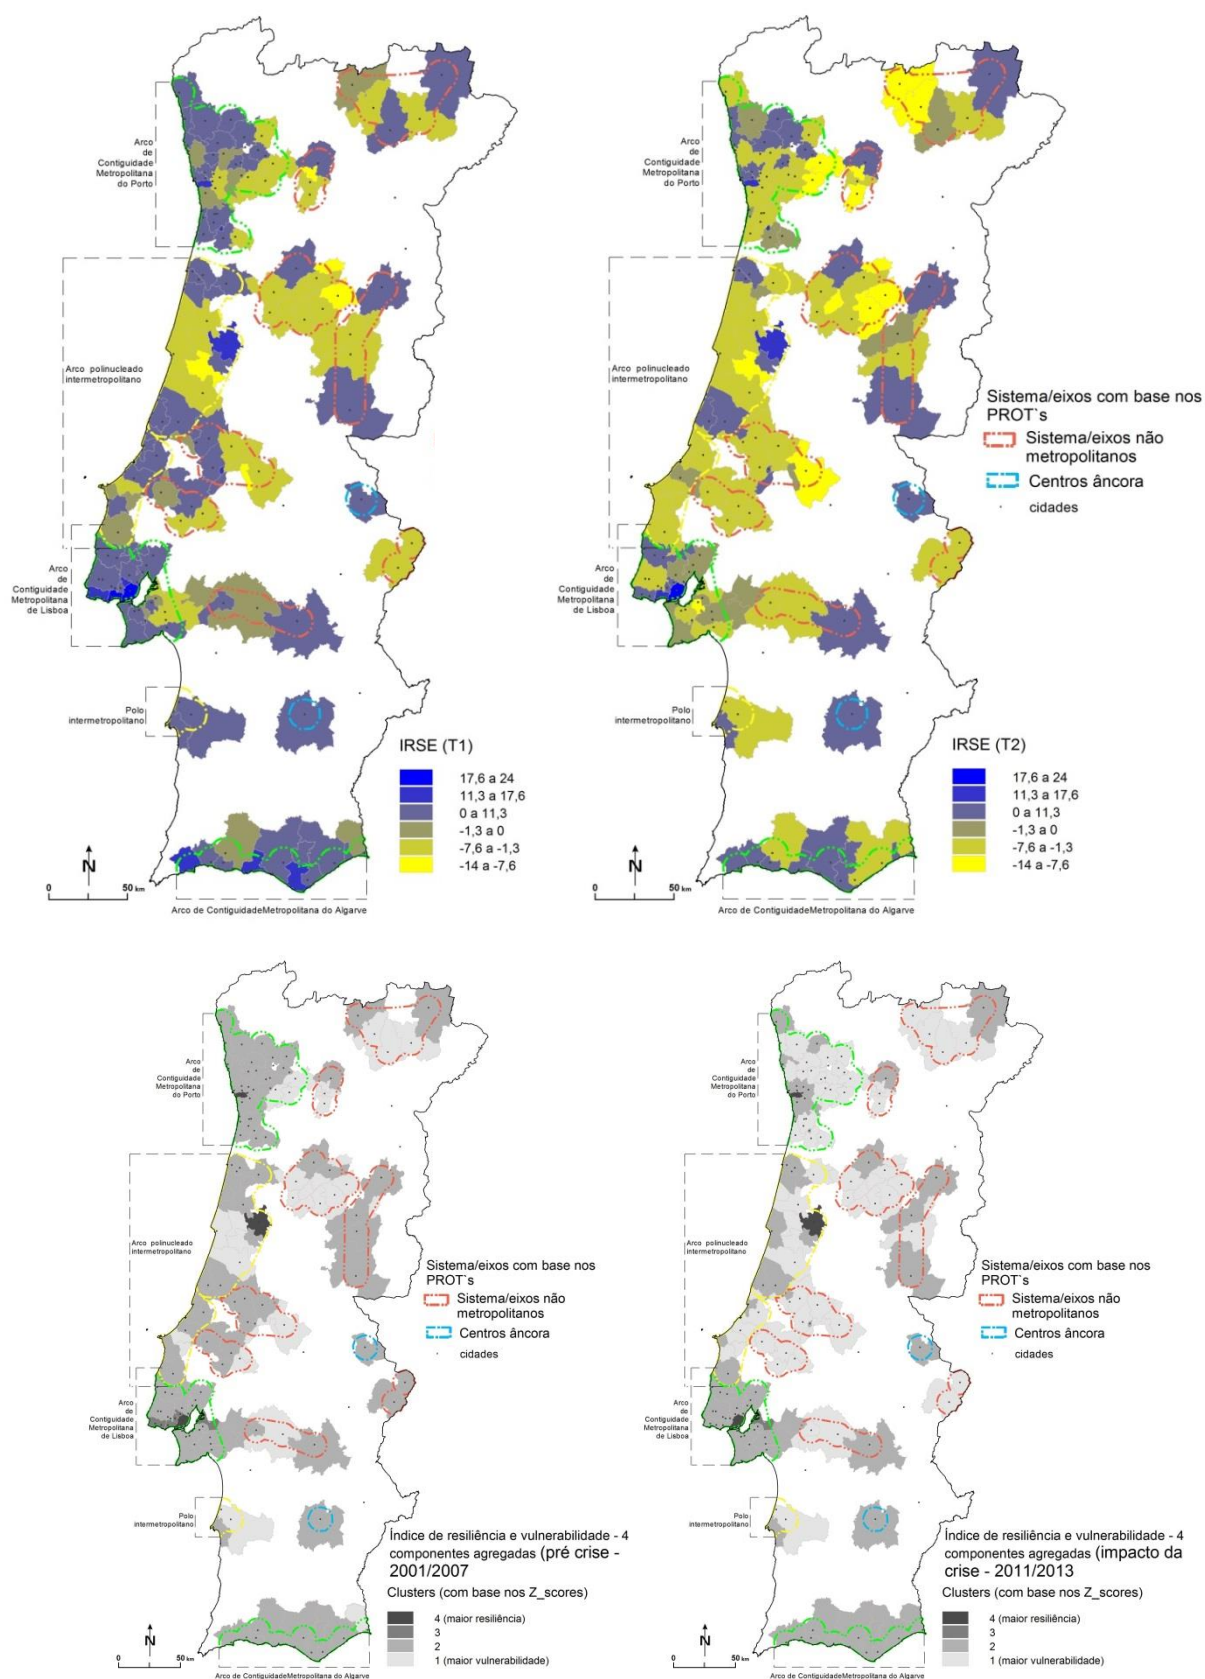 Arco
de
Contiguidade
Metropolitana
do Porto
Arco polinucleado
intermetropolitano
Arco
de
Contiguidade
Metropolitana
de Lisboa
Polo
intermetropolitano
IRSE (T1)
17,6 a 24
11,3 a 17,6
0 a 11,3
-1,3 a 0
-7,6 a -1,3
-14 a -7,6
N
0 50 km
Arco de ContiguidadeMetropolitana do Algarve
Arco
de
Contiguidade
Metropolitana
do Porto
Arco polinucleado
intermetropolitano
Arco
de
Contiguidade
Metropolitana
de Lisboa
Polo
intermetropolitano
Sistema/eixos com base nos
PROT`s
Sistema/eixos não
metropolitanos
Centros âncora
cidades
IRSE (T2)
17,6 a 24
11,3 a 17,6
0 a 11,3
-1,3 a 0
-7,6 a -1,3
-14 a -7,6
N
0 50 km
Arco de ContiguidadeMetropolitana do Algarve
Arco
de
Contiguidade
Metropolitana
do Porto
Arco polinucleado
intermetropolitano
Arco
de
Contiguidade
Metropolitana
de Lisboa
Polo
intermetropolitano
Sistema/eixos com base nos
PROT`s
Sistema/eixos não
metropolitanos
Centros âncora
cidades
Índice de resiliência e vulnerabilidade - 4
componentes agregadas (pré crise -
2001/2007
Clusters (com base nos Z_scores)
4 (maior resiliência)
3
2
1 (maior vulnerabilidade)
N
0 50 km
Arco de ContiguidadeMetropolitana do Algarve
Arco
de
Contiguidade
Metropolitana
do Porto
Arco polinucleado
intermetropolitano
Arco
de
Contiguidade
Metropolitana
de Lisboa
Polo
intermetropolitano
Sistema/eixos com base nos
PROT`s
Sistema/eixos não
metropolitanos
Centros âncora
cidades
Índice de resiliência e vulnerabilidade - 4
componentes agregadas (impacto da
crise - 2011/2013
Clusters (com base nos Z_scores)
4 (maior resiliência)
3
2
1 (maior vulnerabilidade)
N
0 50 km
Arco de ContiguidadeMetropolitana do Algarve